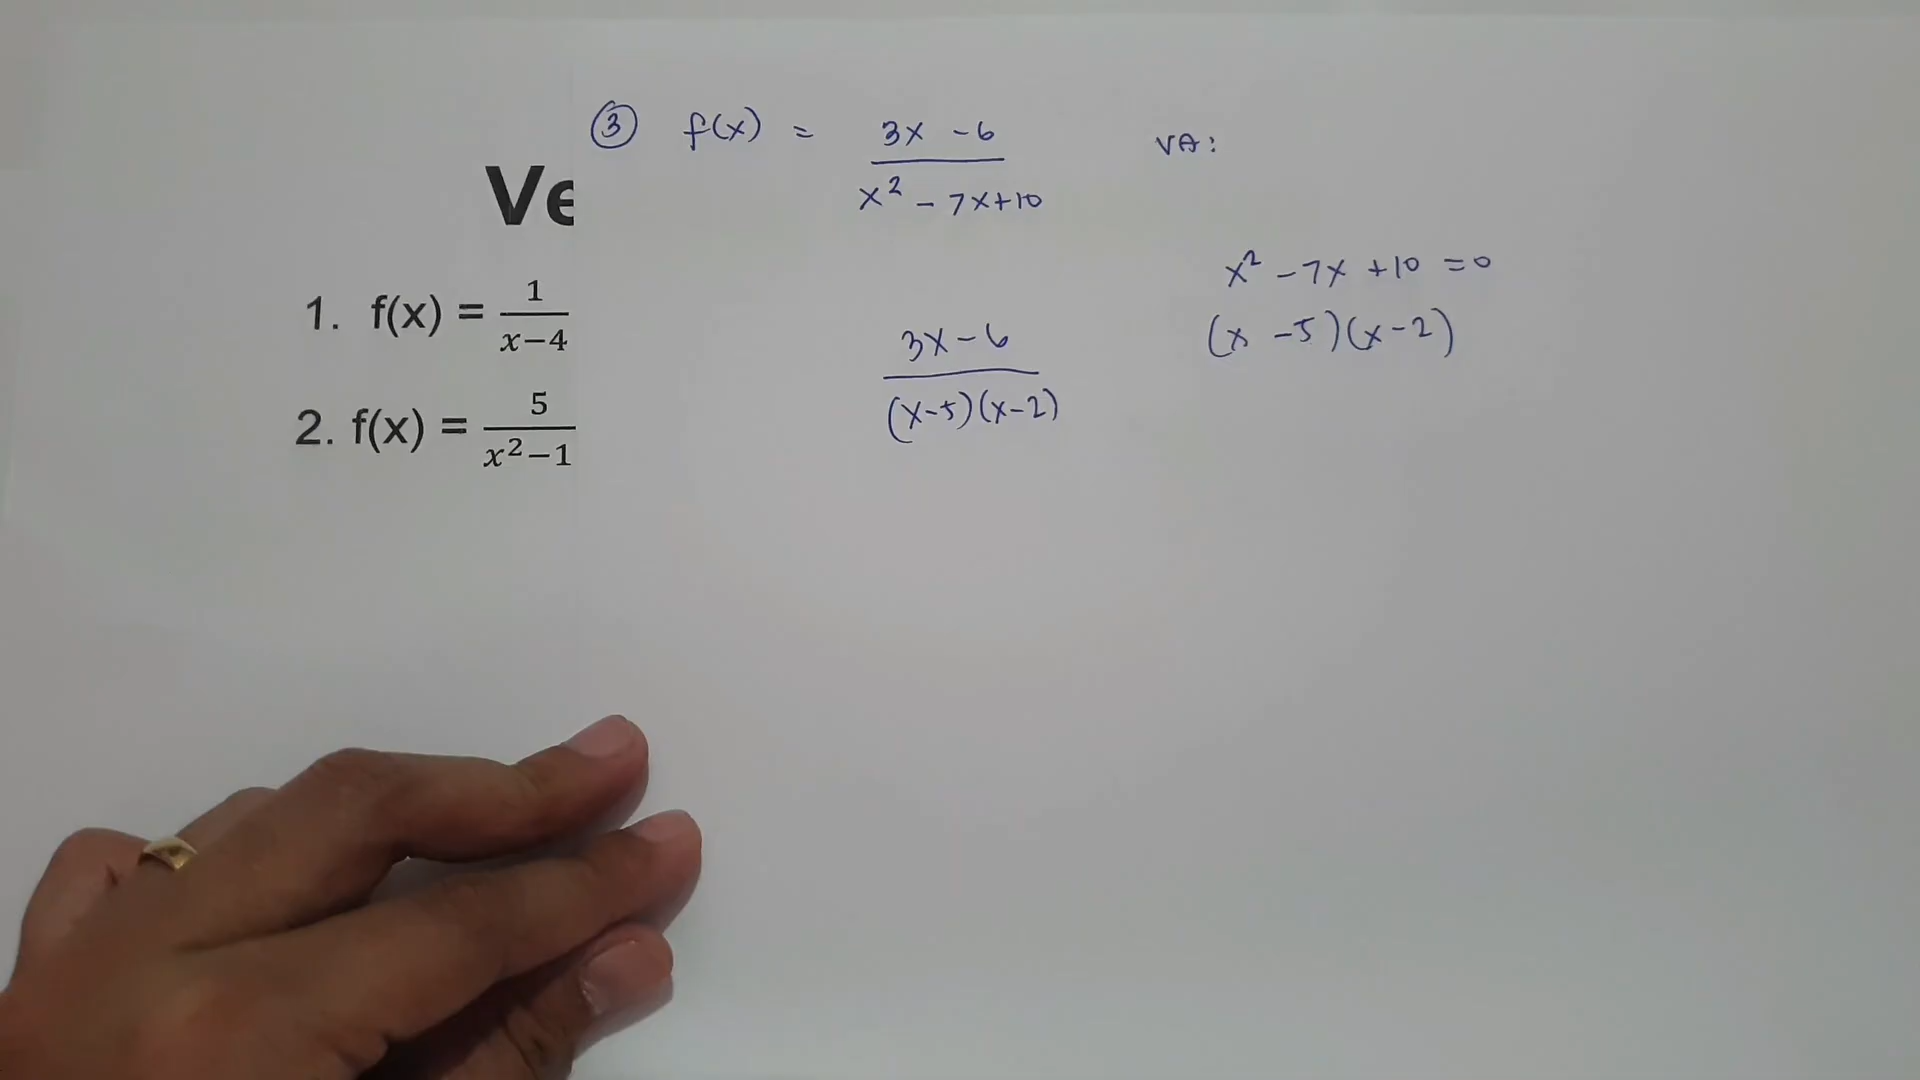 ③ f(x) = 3x - 6 / x² - 7x + 10
VA:
Ve
x² - 7x + 10 = 0
1. f(x) = 1/x−4
(x - 5)(x - 2)
3x - 6 / (x-5)(x-2)
2. f(x) = 5/x²−1